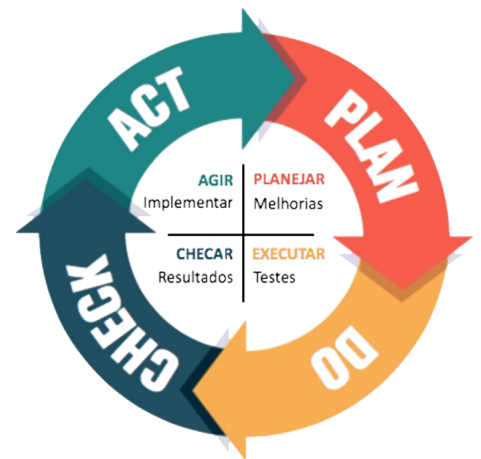 ACT
PLAN
AGIR
Implementar
PLANEJAR
Melhorias
CHECAR
Resultados
EXECUTAR
Testes
CHECK
DO